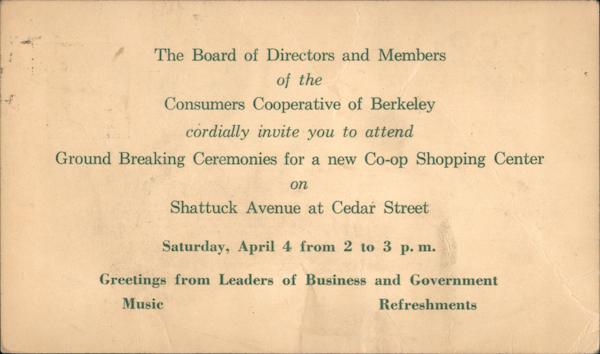 The Board of Directors and Members
of the
Consumers Cooperative of Berkeley
cordially invite you to attend
Ground Breaking Ceremonies for a new Co-op Shopping Center
on
Shattuck Avenue at Cedar Street
Saturday, April 4 from 2 to 3 p. m.
Greetings from Leaders of Business and Government
Music Refreshments